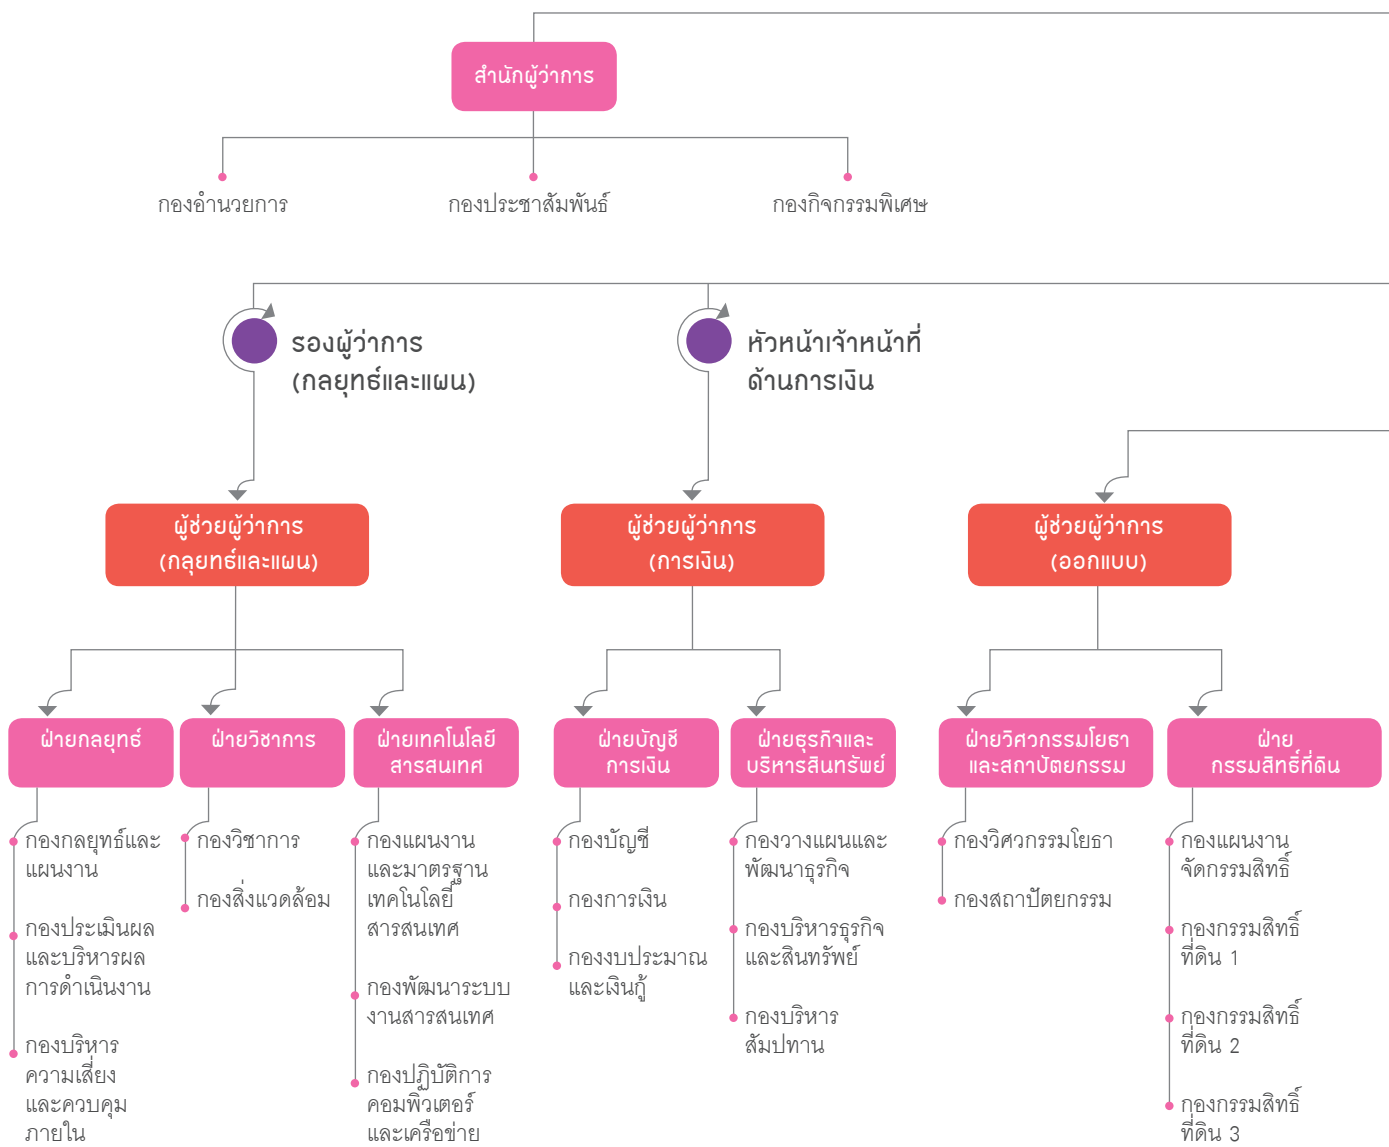 สำนักผู้ว่าการ
กองอำนวยการ
กองประชาสัมพันธ์
กองกิจกรรมพิเศษ
รองผู้ว่าการ
(กลยุทธ์และแผน)
หัวหน้าเจ้าหน้าที่
ด้านการเงิน
ผู้ช่วยผู้ว่าการ
(กลุยทธ์และแผน)
ผู้ช่วยผู้ว่าการ
(การเงิน)
ผู้ช่วยผู้ว่าการ
(ออกแบบ)
ฝ่ายกลยุทธ์
ฝ่ายวิชาการ
ฝ่ายเทคโนโลยี
สารสนเทศ
ฝ่ายบัญชี
การเงิน
ฝ่ายธุรกิจและ
บริหารสินทรัพย์
ฝ่ายวิศวกรรมโยธา
และสถาปัตยกรรม
ฝ่าย
กรรมสิทธิ์ที่ดิน
กองกลยุทธ์และ
แผนงาน
กองประเมินผล
และบริหารผล
การดำเนินงาน
กองบริหาร
ความเสี่ยง
และควบคุม
ภายใน
กองวิชาการ
กองสิ่งแวดล้อม
กองแผนงาน
และมาตรฐาน
เทคโนโลยี
สารสนเทศ
กองพัฒนาระบบ
งานสารสนเทศ
กองปฏิบัติการ
คอมพิวเตอร์
และเครือข่าย
กองบัญชี
กองการเงิน
กองงบประมาณ
และเงินกู้
กองวางแผนและ
พัฒนาธุรกิจ
กองบริหารธุรกิจ
และสินทรัพย์
กองบริหาร
สัมปทาน
กองวิศวกรรมโยธา
กองสถาปัตยกรรม
กองแผนงาน
จัดกรรมสิทธิ์
กองกรรมสิทธิ์
ที่ดิน 1
กองกรรมสิทธิ์
ที่ดิน 2
กองกรรมสิทธิ์
ที่ดิน 3